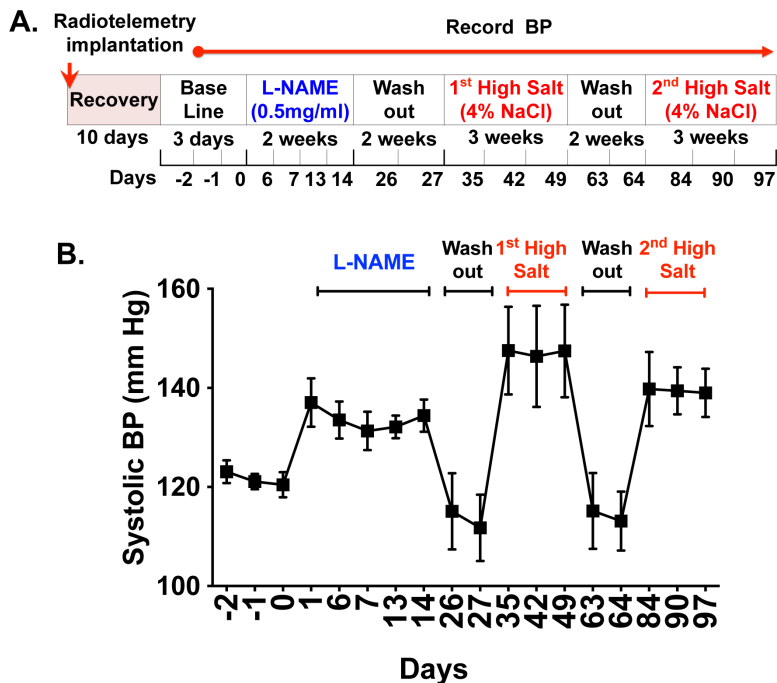 A.
Radiotelemetry
implantation
Record BP
Recovery
Base
Line
L-NAME
(0.5mg/ml)
Wash
out
1st High Salt
(4% NaCl)
Wash
out
2nd High Salt
(4% NaCl)
10 days
3 days
2 weeks
2 weeks
3 weeks
2 weeks
3 weeks
Days
-2 -1 0 6 7 13 14 26 27 35 42 49 63 64 84 90 97
B.
L-NAME
Wash
out
1st High
Salt
Wash
out
2nd High
Salt
Systolic BP (mm Hg)
160
140
120
100
-2 -1 0 1 6 7 13 14 26 27 35 42 49 63 64 84 90 97
Days